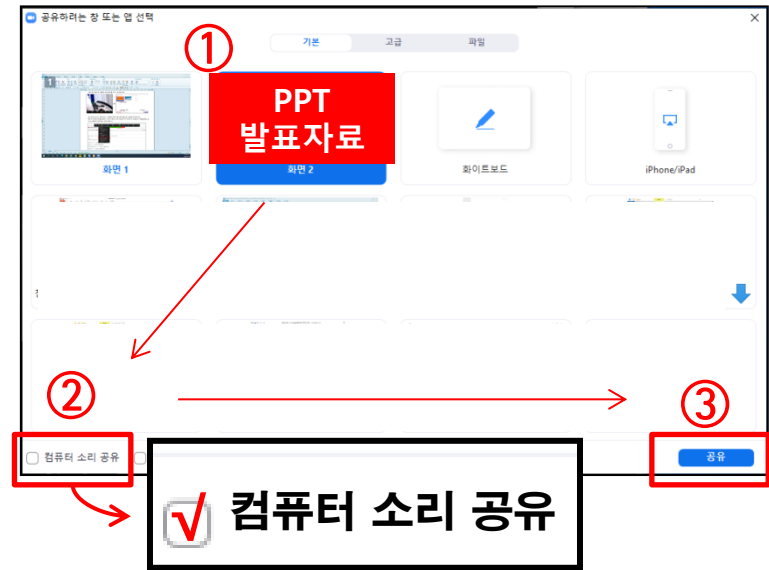 공유하려는 창 또는 앱 선택
기본
고급
파일
①
PPT
발표자료
화면 1
화면 2
화이트보드
iPhone/iPad
②
③
컴퓨터 소리 공유
공유
√ 컴퓨터 소리 공유